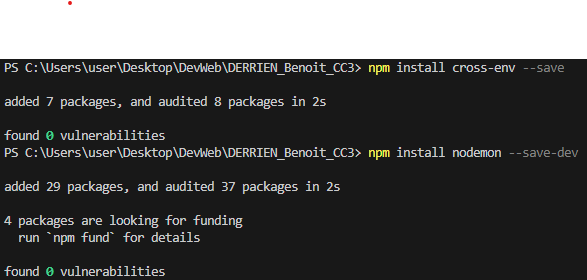 PS C:\Users\user\Desktop\DevWeb\DERRIEN_Benoit_CC3> npm install cross-env --save
added 7 packages, and audited 8 packages in 2s
found 0 vulnerabilities
PS C:\Users\user\Desktop\DevWeb\DERRIEN_Benoit_CC3> npm install nodemon --save-dev
added 29 packages, and audited 37 packages in 2s
4 packages are looking for funding
  run `npm fund` for details
found 0 vulnerabilities